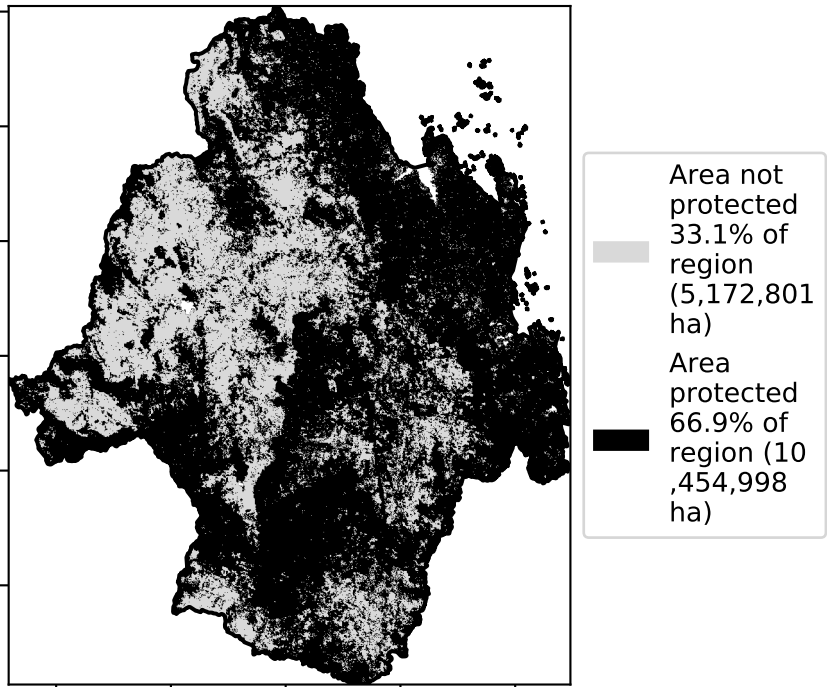 Area not
protected
33.1% of
region
(5,172,801
ha)
Area
protected
66.9% of
region (10
,454,998
ha)